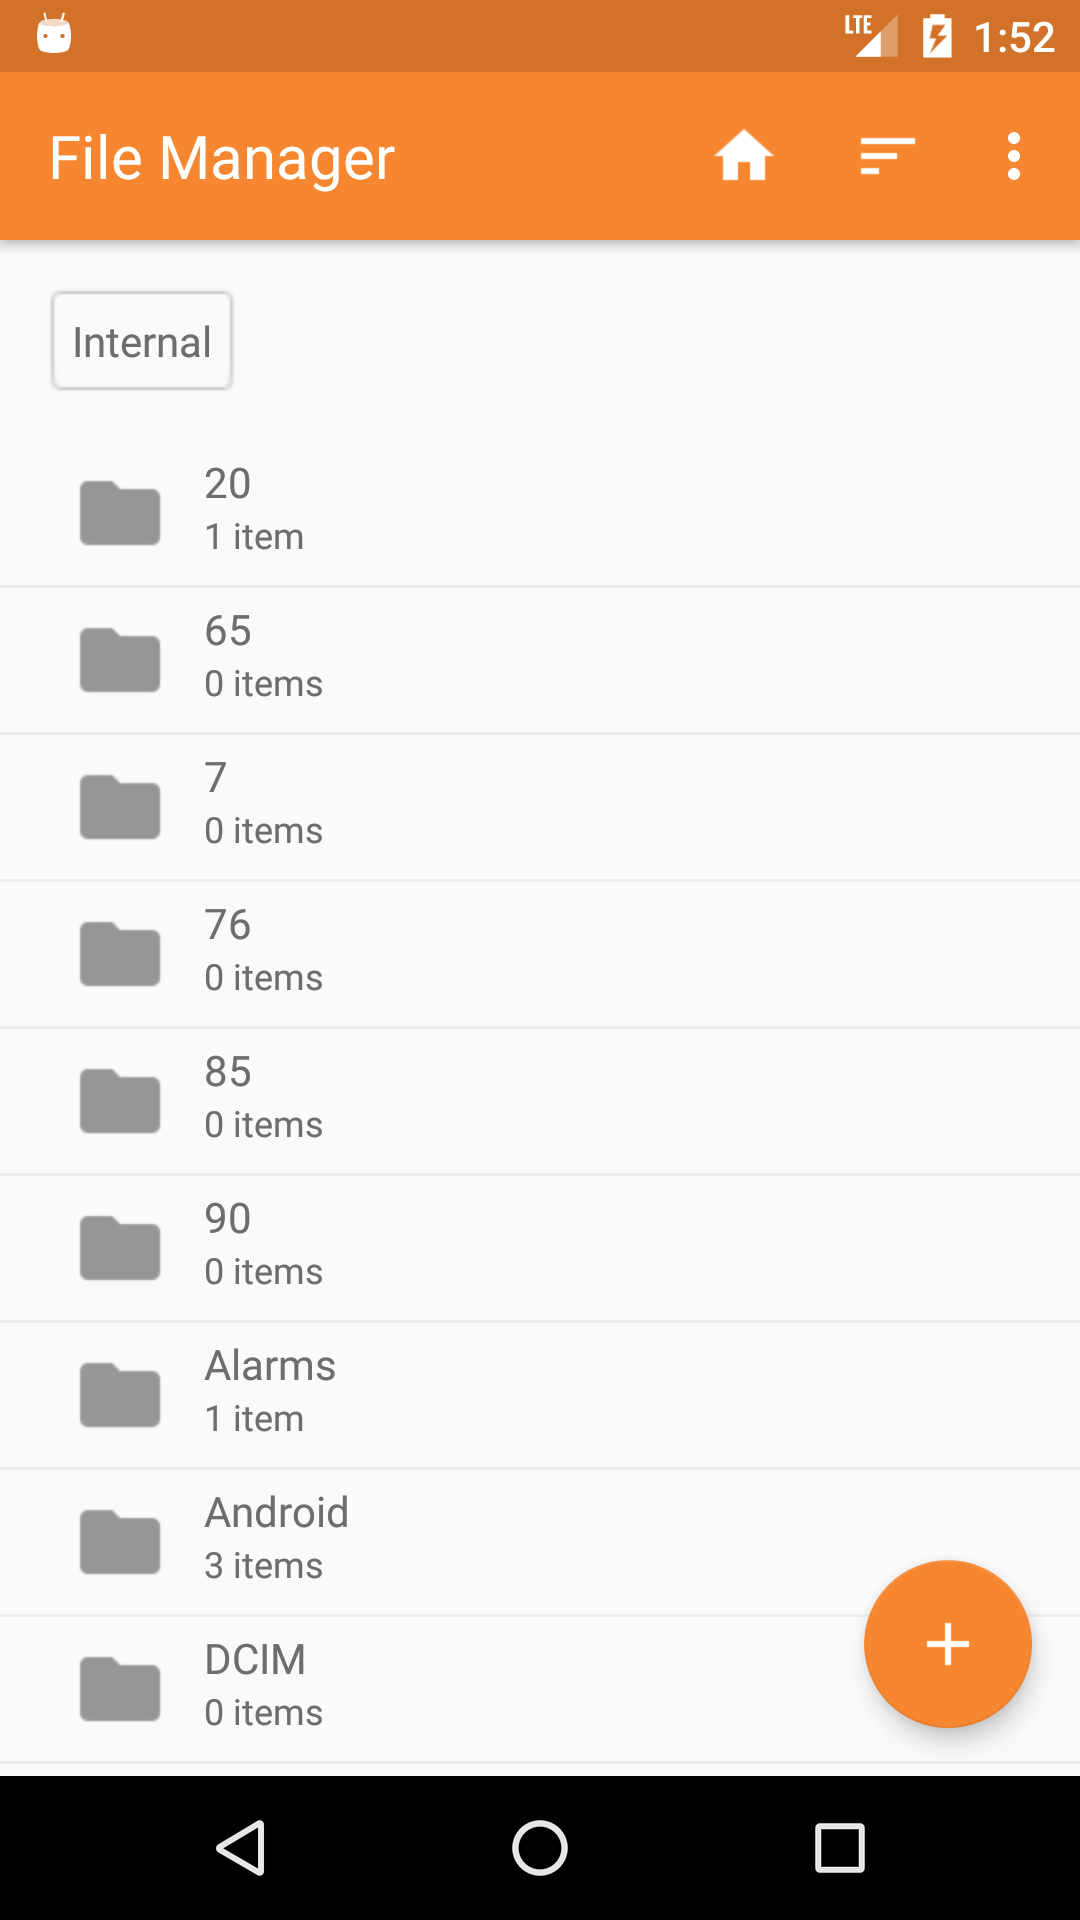 LTE 1:52
File Manager
Internal
20
1 item
65
0 items
7
0 items
76
0 items
85
0 items
90
0 items
Alarms
1 item
Android
3 items
DCIM
0 items